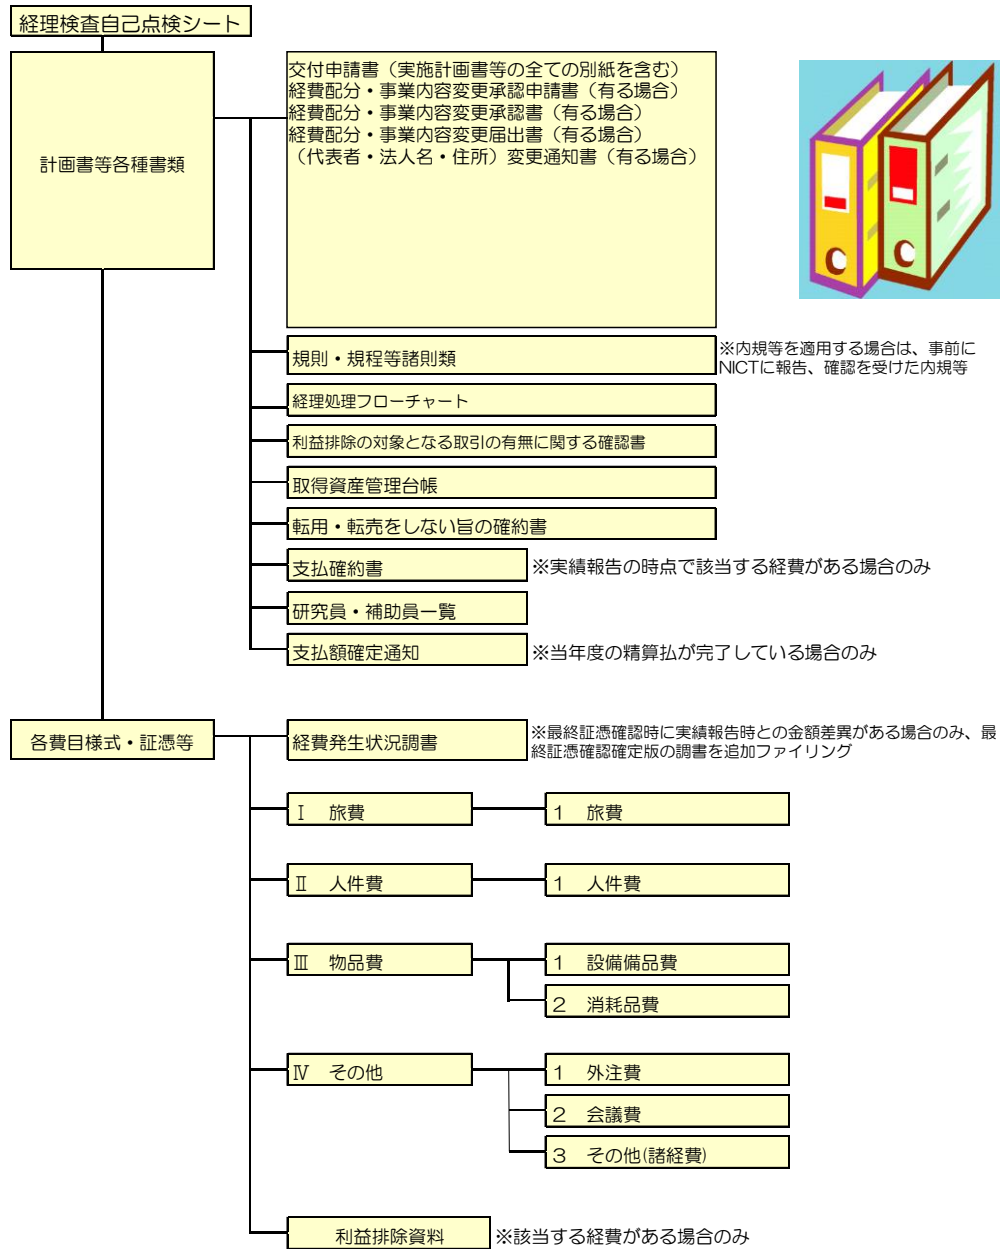 経理検査自己点検シート
計画書等各種書類
交付申請書（実施計画書等の全ての別紙を含む）
経費配分・事業内容変更承認申請書（有る場合）
経費配分・事業内容変更承認書（有る場合）
経費配分・事業内容変更届出書（有る場合）
（代表者・法人名・住所）変更通知書（有る場合）
規則・規程等諸則類
※内規等を適用する場合は、事前に
NICTに報告、確認を受けた内規等
経理処理フローチャート
利益排除の対象となる取引の有無に関する確認書
取得資産管理台帳
転用・転売をしない旨の確約書
支払確約書
※実績報告の時点で該当する経費がある場合のみ
研究員・補助員一覧
支払額確定通知
※当年度の精算払が完了している場合のみ
各費目様式・証憑等
経費発生状況調書
※最終証憑確認時に実績報告時との金額差異がある場合のみ、最
終証憑確認確定版の調書を追加ファイリング
Ⅰ 旅費
1 旅費
Ⅱ 人件費
1 人件費
Ⅲ 物品費
1 設備備品費
2 消耗品費
Ⅳ その他
1 外注費
2 会議費
3 その他(諸経費)
利益排除資料
※該当する経費がある場合のみ